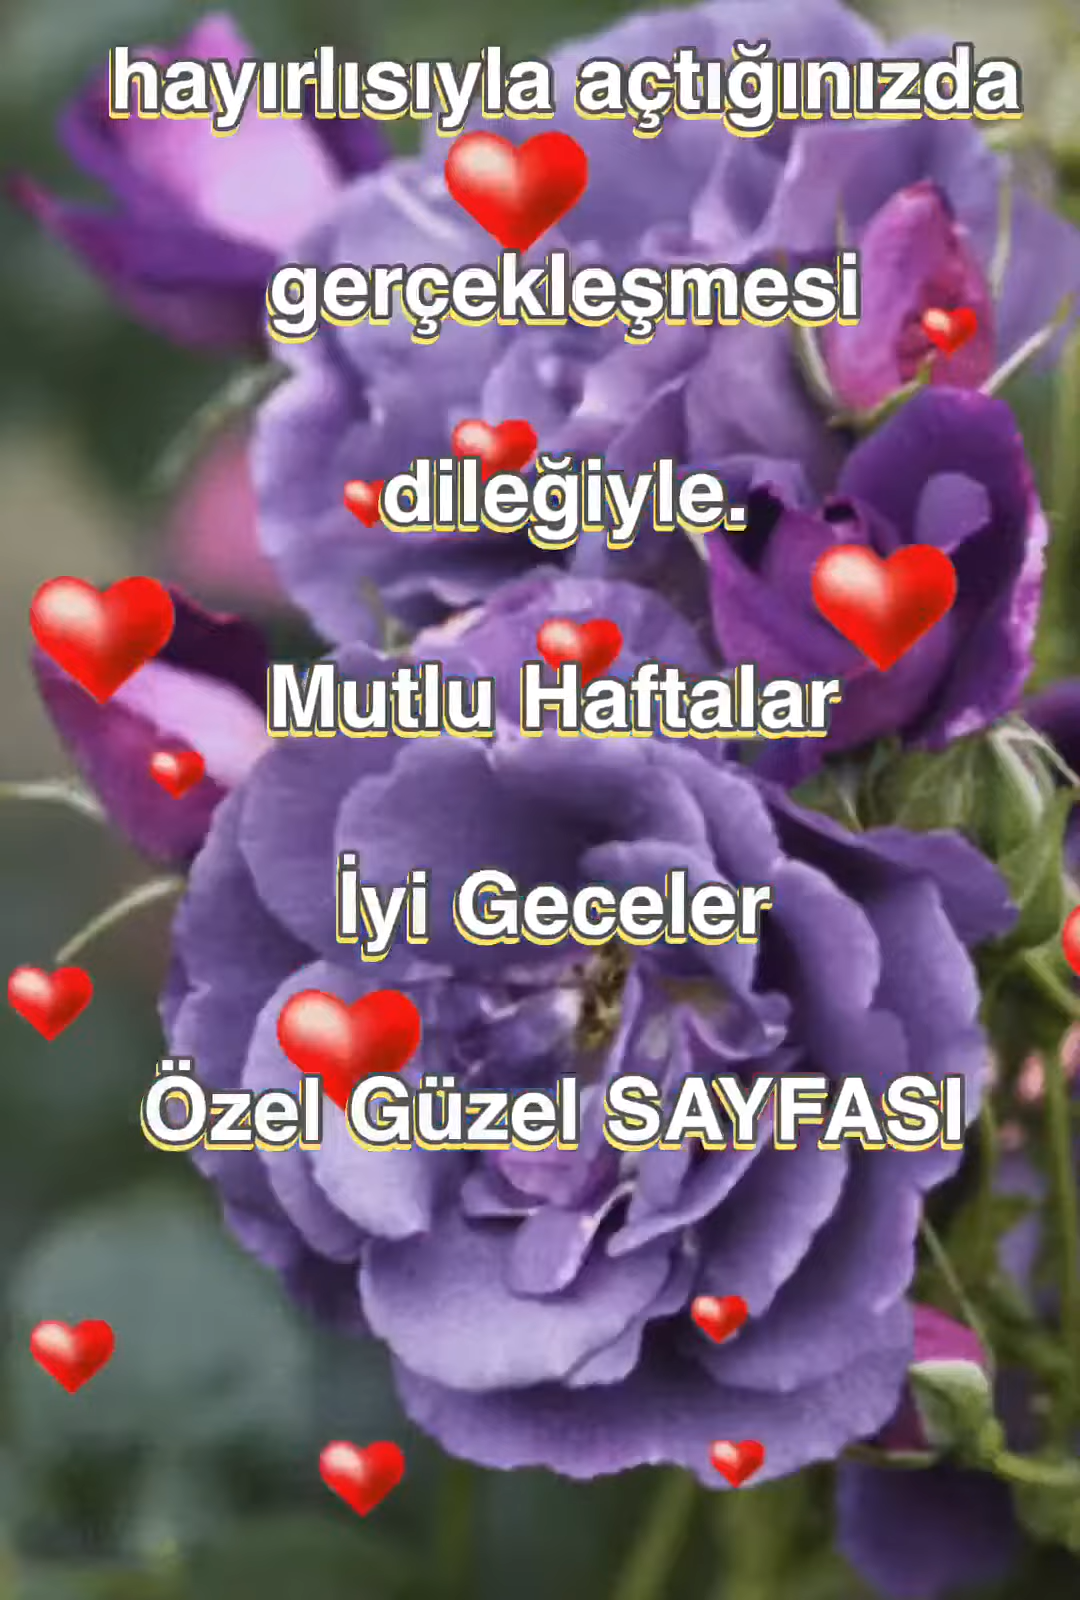 hayırlısıyla açtığınızda
gerçekleşmesi
dileğiyle.
Mutlu Haftalar
İyi Geceler
Özel Güzel SAYFASI